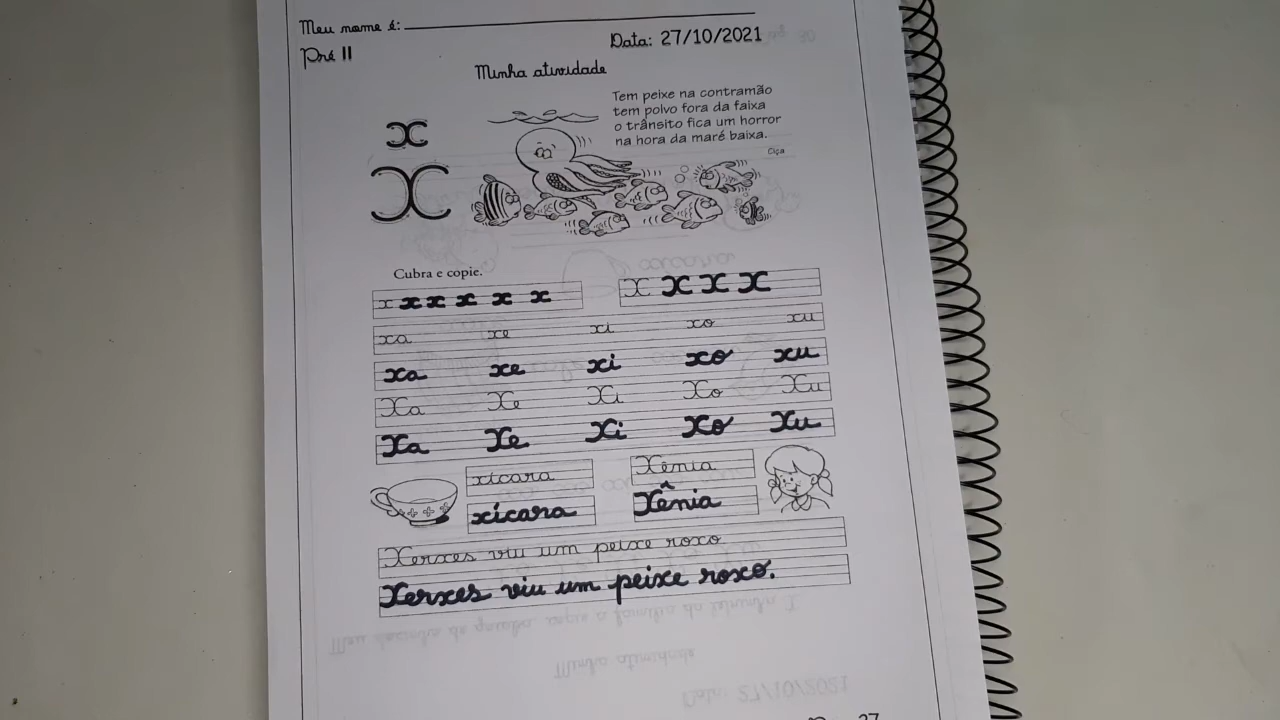 Meu nome é:
Data: 27/10/2021
Pré II
Minha atividade
Tem peixe na contramão
tem polvo fora da faixa
o trânsito fica um horror
na hora da maré baixa.
Ciça
x
X
Cubra e copie.
x x x x x x X X X X
xa xe xi xo xu
xa xe xi xo xu
Xa Xe Xi Xo Xu
Xa Xe Xi Xo Xu
xícara Xênia
xícara Xênia
Xerxes viu um peixe roxo
Xerxes viu um peixe roxo.
27